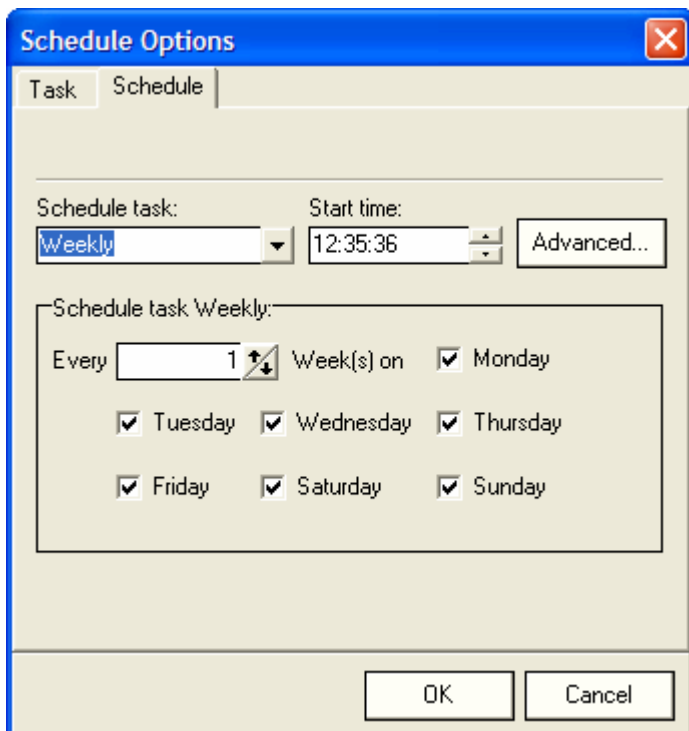 Schedule Options
Task Schedule
Schedule task: Start time:
Weekly 12:35:36 Advanced...
Schedule task Weekly:
Every 1 Week(s) on Monday
Tuesday Wednesday Thursday
Friday Saturday Sunday
OK Cancel